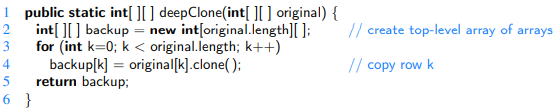 1 public static int[ ][ ] deepClone(int[ ][ ] original) {
2 int[ ][ ] backup = new int[original.length][ ]; // create top-level array of arrays
3 for (int k=0; k < original.length; k++)
4 backup[k] = original[k].clone( ); // copy row k
5 return backup;
6 }